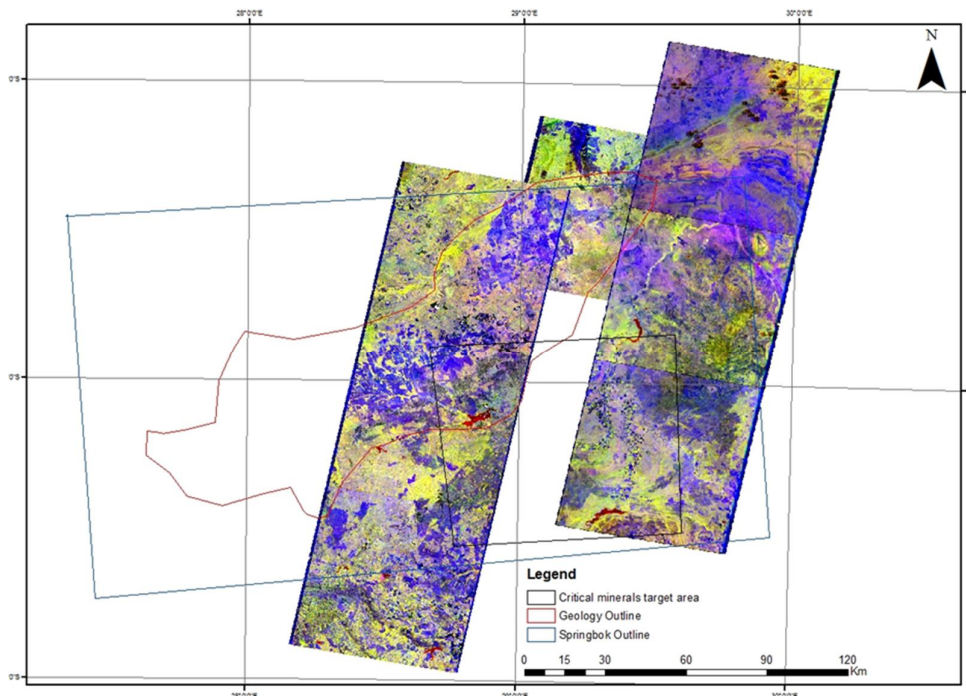 28°0'0"E 29°0'0"E 30°0'0"E
N
0°S
0°S
0°S
Legend
Critical minerals target area
Geology Outline
Springbok Outline
0 15 30 60 90 120
Km